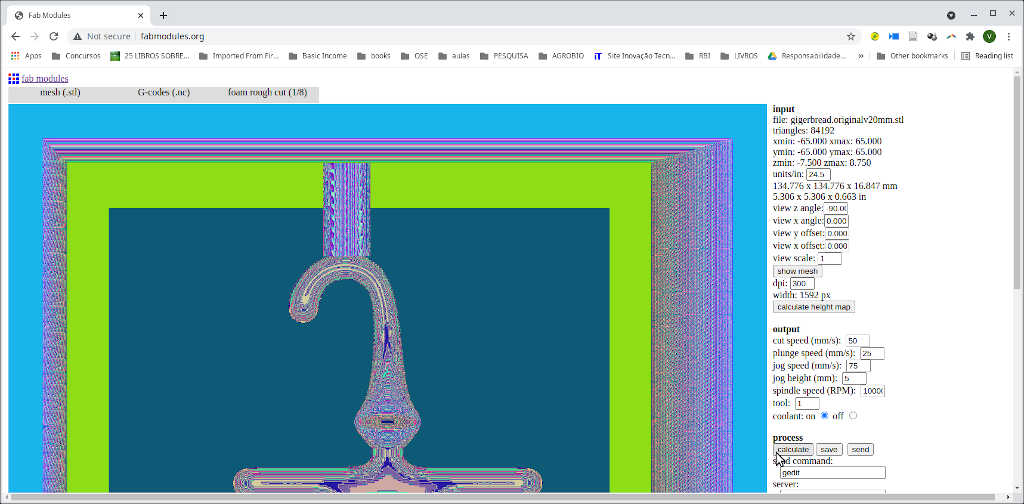 Fab Modules
Not secure | fabmodules.org
Apos Concursos 25 LIBROS SOBRE... Imported From Fir... Basic Income books OSE aulas PESQUISA AGROBIO iT Site Inovação Tecn... RBI LIVROS Responsabilidade... » Other bookmarks Reading list
V
fab modules
mesh (.stl) G-codes (.nc) foam rough cut (1/8)
input
file: gigerbread.originalv20mm.stl
triangles: 84192
xmin: -65.000 xmax: 65.000
ymin: -65.000 ymax: 65.000
zmin: -7.500 zmax: 8.750
units/in: 24.5
134.776 x 134.776 x 16.847 mm
5.306 x 5.306 x 0.663 in
view z angle: -90.00
view x angle: 0.000
view y offset: 0.000
view x offset: 0.000
view scale: 1
show mesh
dpi: 300
width: 1592 px
calculate height map
output
cut speed (mm/s): 50
plunge speed (mm/s): 25
jog speed (mm/s): 75
jog height (mm): 5
spindle speed (RPM): 10000
tool: 1
coolant: on off
process
calculate save send
command:
gedit
server: